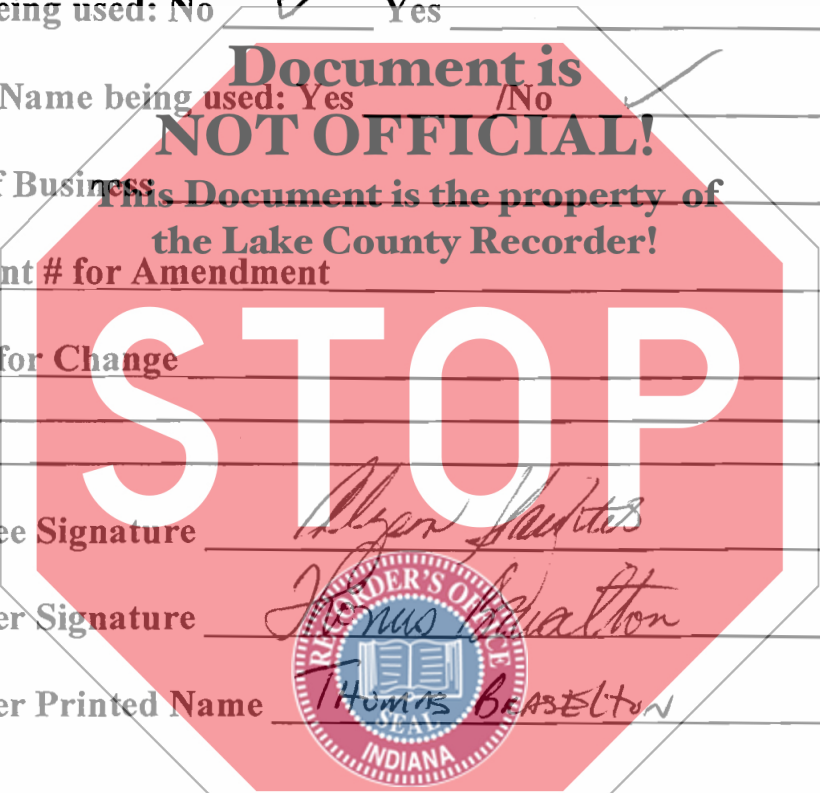 eing used: No ✓ Yes
Document is
Name being used: Yes /No ✓
NOT OFFICIAL!
f Business
This Document is the property of
the Lake County Recorder!
nt # for Amendment
STOP
for Change
ee Signature
er Signature Thomas
er Printed Name THOMAS BEASELTON
RECORDER'S OFFICE
SEAL
INDIANA